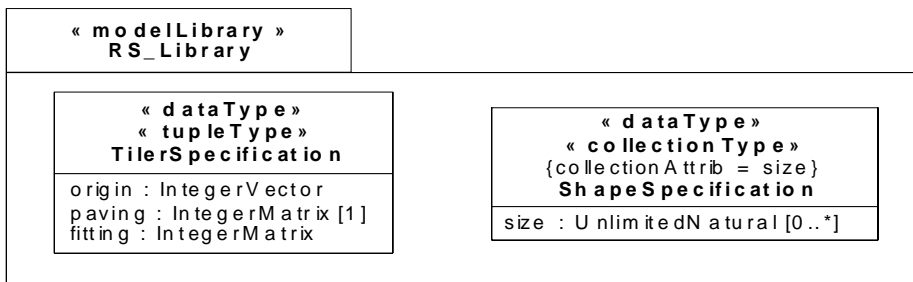 « modelLibrary »
RS_Library
« dataType»
« tupleType»
TilerSpecification
origin : IntegerVector
paving : IntegerMatrix [1]
fitting : IntegerMatrix
« dataType»
« collectionType»
{collectionAttrib = size}
ShapeSpecification
size : UnlimitedNatural [0..*]